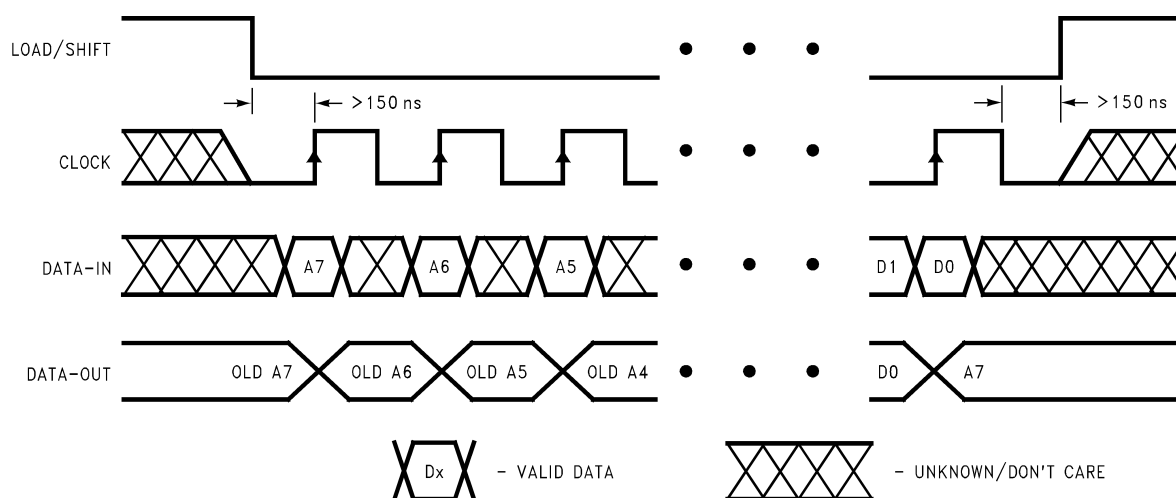 LOAD/SHIFT
>150 ns
>150 ns
CLOCK
DATA-IN
A7
A6
A5
D1
D0
DATA-OUT
OLD A7
OLD A6
OLD A5
OLD A4
D0
A7
Dx
- VALID DATA
- UNKNOWN/DON'T CARE